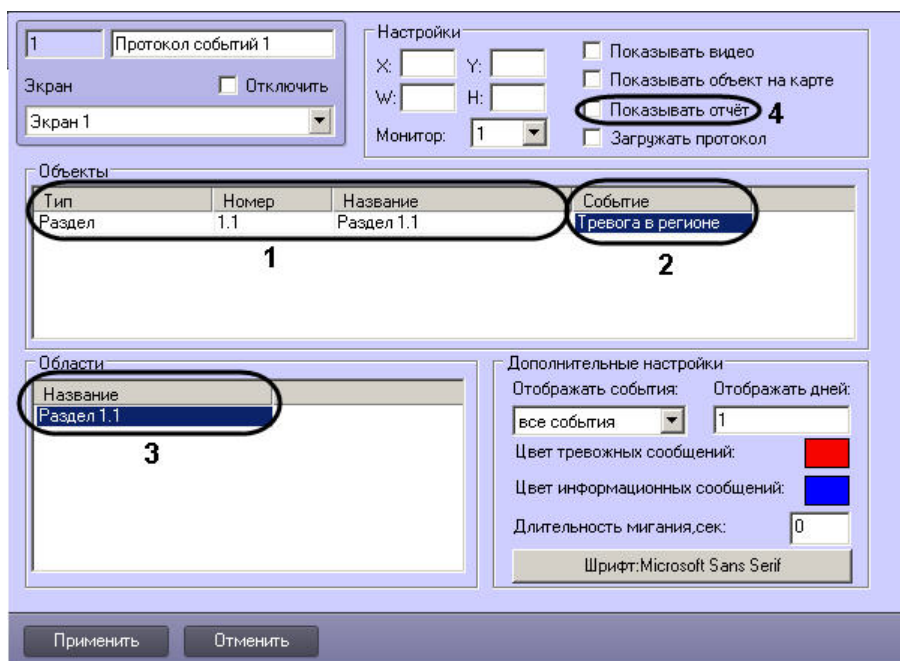 1 Протокол событий 1
Экран Отключить
Экран 1
Настройки
X: Y:
W: H:
Монитор: 1
Показывать видео
Показывать объект на карте
Показывать отчёт 4
Загружать протокол
Объекты
Тип Номер Название Событие
Раздел 1.1 Раздел 1.1 Тревога в регионе
1 2
Области
Название
Раздел 1.1
3
Дополнительные настройки
Отображать события: Отображать дней:
все события 1
Цвет тревожных сообщений:
Цвет информационных сообщений:
Длительность мигания,сек: 0
Шрифт:Microsoft Sans Serif
Применить Отменить